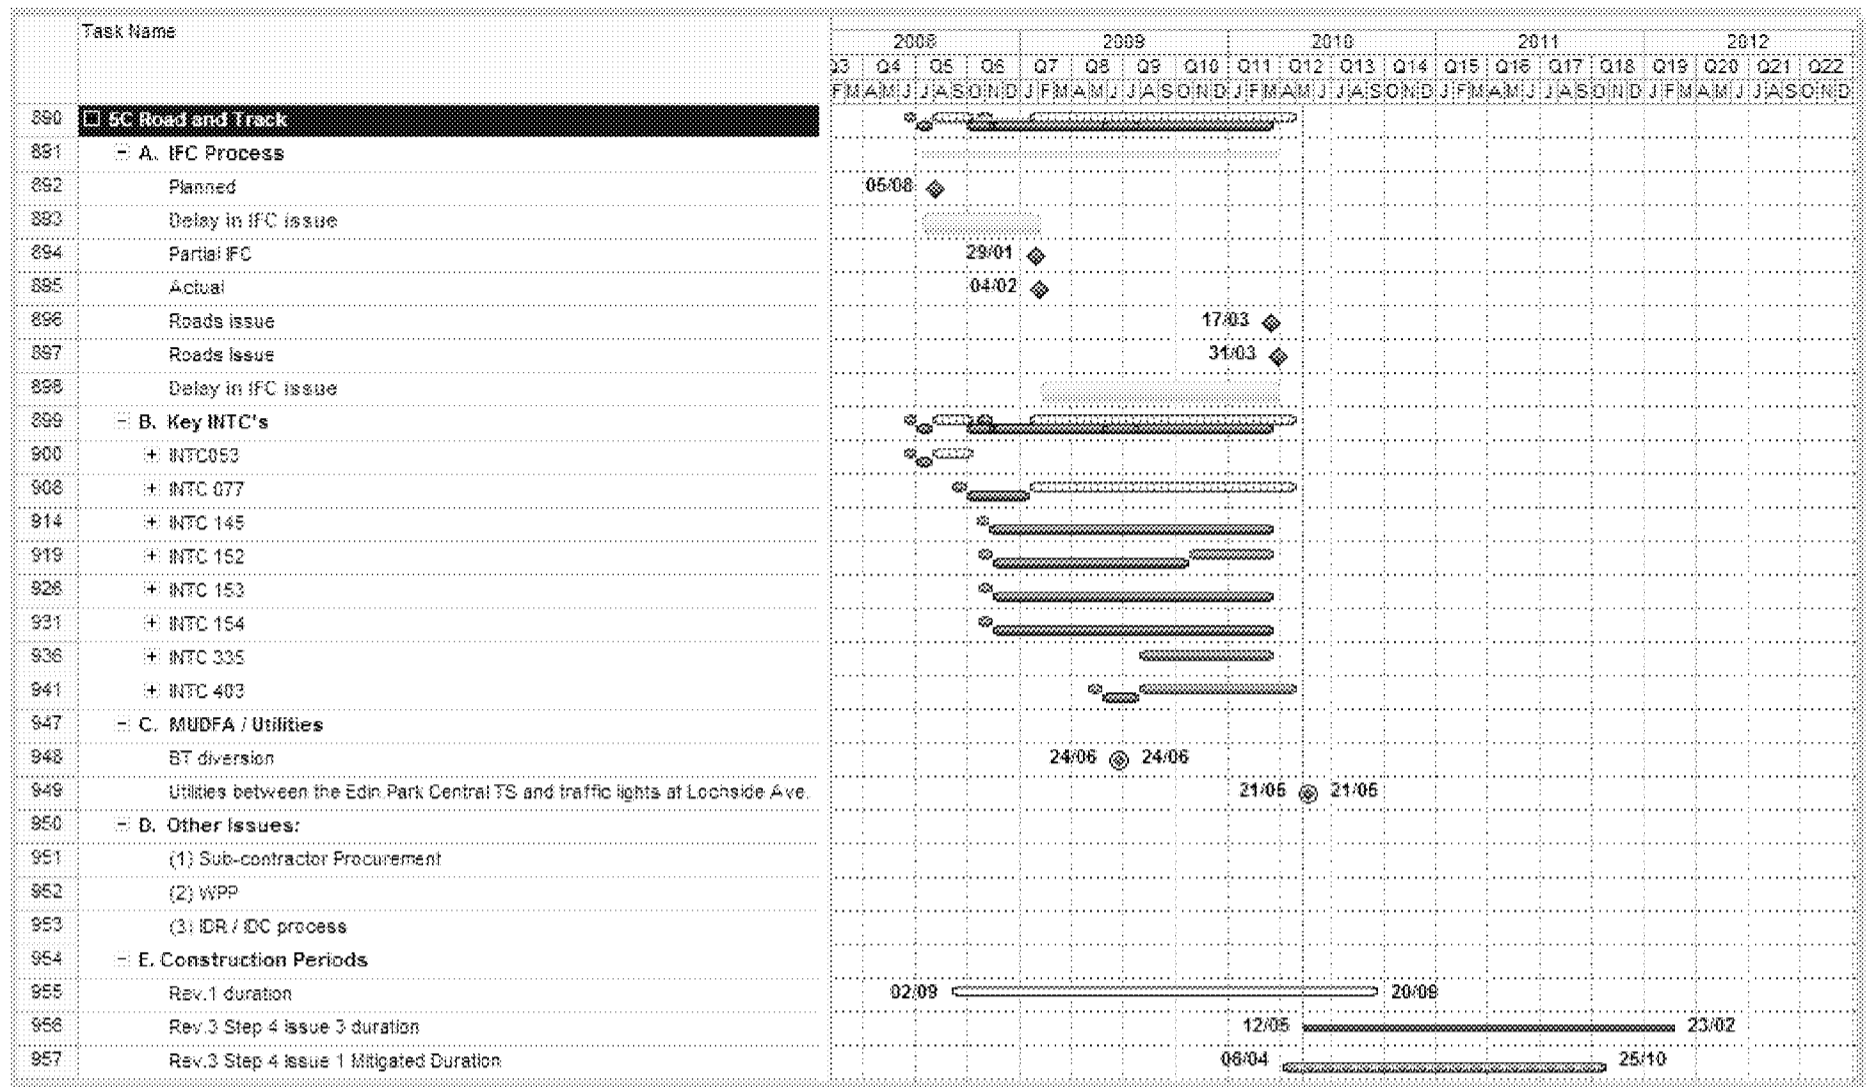 Task Name
2008 2009 2010 2011 2012
Q3 Q4 Q5 Q6 Q7 Q8 Q9 Q10 Q11 Q12 Q13 Q14 Q15 Q16 Q17 Q18 Q19 Q20 Q21 Q22
F M A M J J A S O N D J F M A M J J A S O N D J F M A M J J A S O N D J F M A M J J A S O N D J F M A M J J A S O N D
890 5C Road and Track
891 A. IFC Process
892 Planned 05/08
893 Delay in IFC issue
894 Partial IFC 29/01
895 Actual 04/02
896 Roads issue 17/03
897 Roads issue 31/03
898 Delay in IFC issue
899 B. Key INTC's
900 INTC053
908 INTC 077
914 INTC 145
919 INTC 152
926 INTC 153
931 INTC 154
936 INTC 335
941 INTC 403
947 C. MUDFA / Utilities
948 BT diversion 24/06 24/06
949 Utilities between the Edin.Park Central TS and traffic lights at Lochside Ave. 21/05 21/05
950 D. Other Issues:
951 (1) Sub-contractor Procurement
952 (2) WPP
953 (3) IDR / IDC process
954 E. Construction Periods
955 Rev.1 duration 02/09 20/09
956 Rev.3 Step 4 Issue 3 duration 12/05 23/02
957 Rev.3 Step 4 Issue 1 Mitigated Duration 06/04 25/10